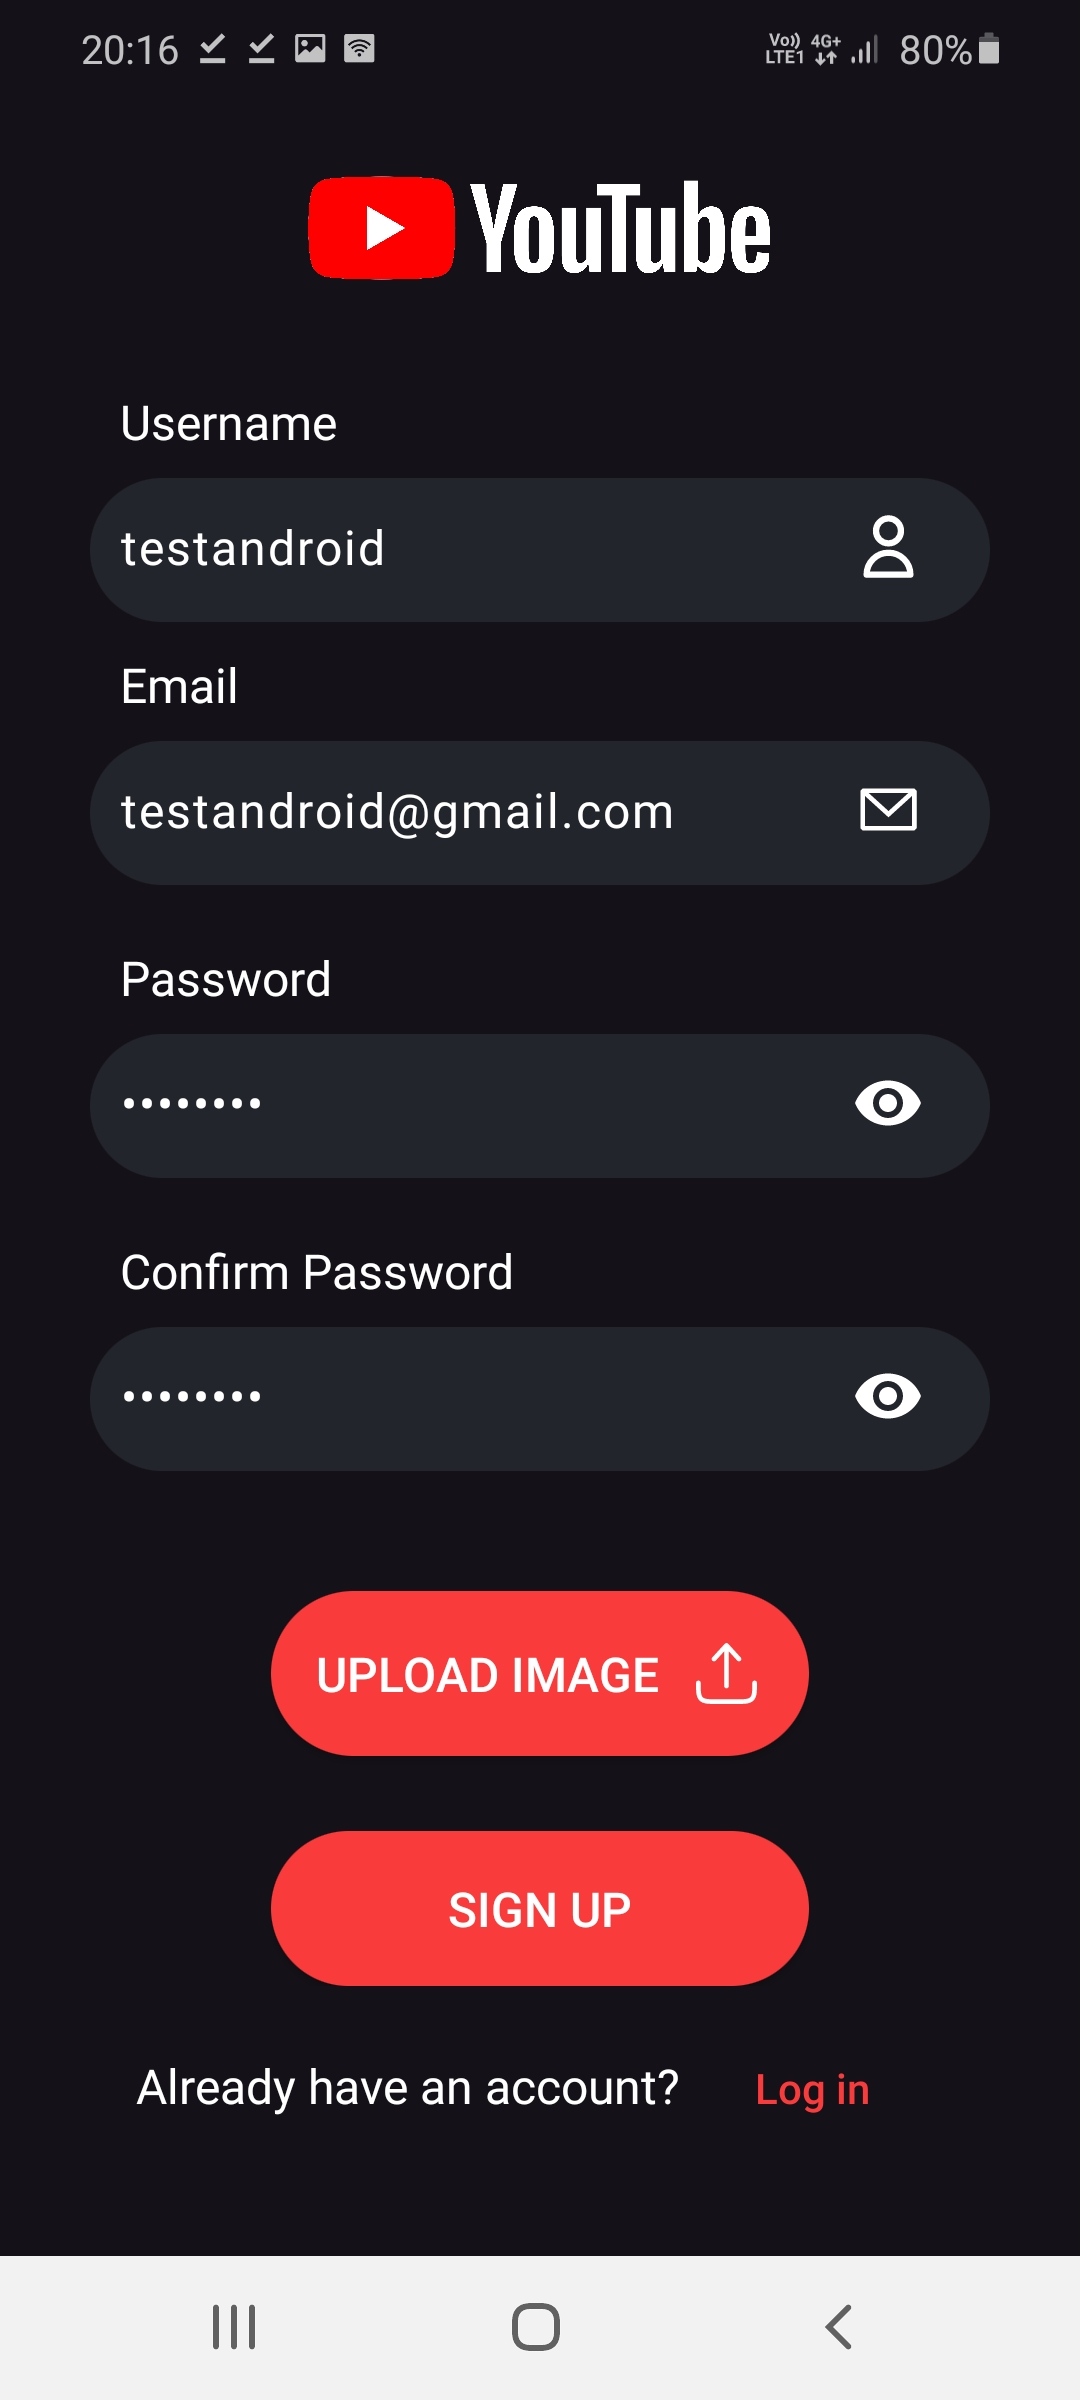 20:16 Vo)) LTE1 4G+ 80%
YouTube
Username
testandroid
Email
testandroid@gmail.com
Password
••••••••
Confirm Password
••••••••
UPLOAD IMAGE
SIGN UP
Already have an account? Log in